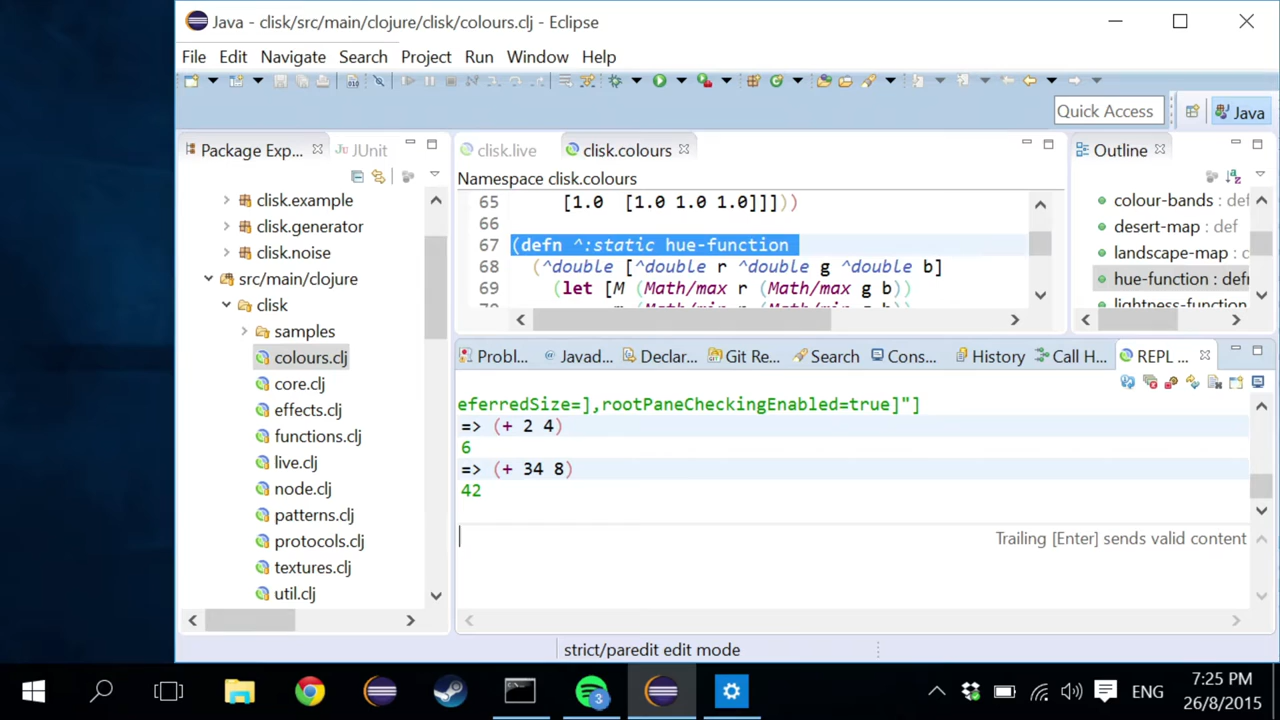 Java - clisk/src/main/clojure/clisk/colours.clj - Eclipse
File Edit Navigate Search Project Run Window Help
Quick Access
Java
Package Exp...
JUnit
clisk.example
clisk.generator
clisk.noise
src/main/clojure
clisk
samples
colours.clj
core.clj
effects.clj
functions.clj
live.clj
node.clj
patterns.clj
protocols.clj
textures.clj
util.clj
clisk.live
clisk.colours
Namespace clisk.colours
65 [1.0 [1.0 1.0 1.0]]]))
66
67 (defn ^:static hue-function
68 (^double [^double r ^double g ^double b]
69 (let [M (Math/max r (Math/max g b))
Outline
colour-bands : def
desert-map : def
landscape-map : def
hue-function : defn
lightness-function
Probl... Javad... Declar... Git Re... Search Cons... History Call H... REPL ...
eferredSize=],rootPaneCheckingEnabled=true]"]
=> (+ 2 4)
6
=> (+ 34 8)
42
Trailing [Enter] sends valid content
strict/paredit edit mode
3
ENG
7:25 PM
26/8/2015